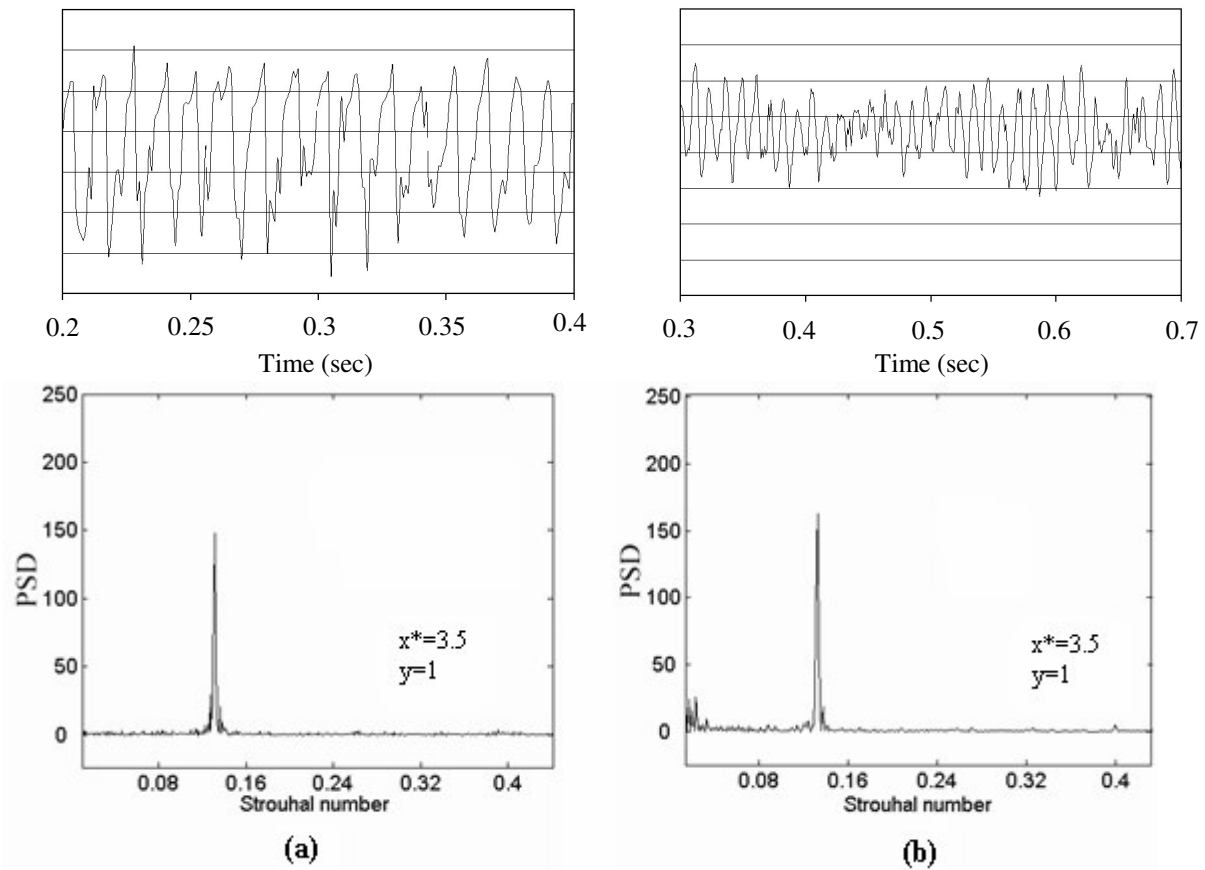 0.2 0.25 0.3 0.35 0.4
Time (sec)
0.3 0.4 0.5 0.6 0.7
Time (sec)
250
200
150
100
50
0
PSD
x*=3.5
y=1
0.08 0.16 0.24 0.32 0.4
Strouhal number
(a)
250
200
150
100
50
0
PSD
x*=3.5
y=1
0.08 0.16 0.24 0.32 0.4
Strouhal number
(b)